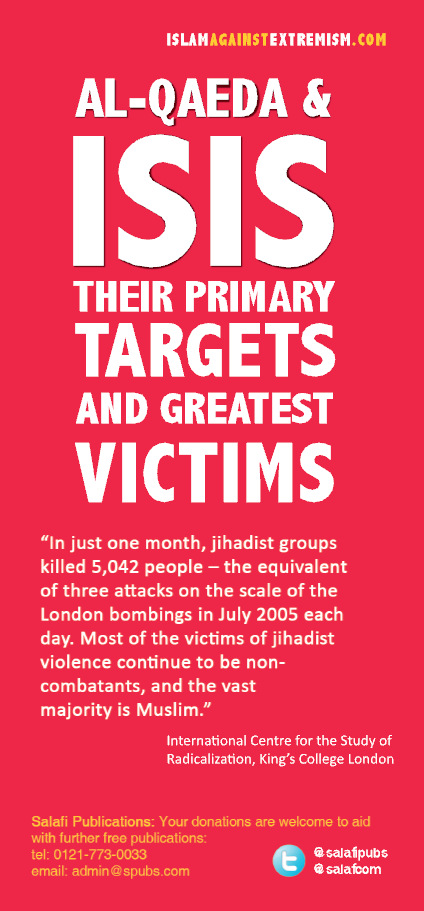 ISLAMAGAINSTEXTREMISM.COM
AL-QAEDA &
ISIS
THEIR PRIMARY
TARGETS
AND GREATEST
VICTIMS
“In just one month, jihadist groups
killed 5,042 people – the equivalent
of three attacks on the scale of the
London bombings in July 2005 each
day. Most of the victims of jihadist
violence continue to be non-
combatants, and the vast
majority is Muslim.”
International Centre for the Study of
Radicalization, King’s College London
Salafi Publications: Your donations are welcome to aid
with further free publications:
tel: 0121-773-0033
email: admin@spubs.com
@salafipubs
@salafcom